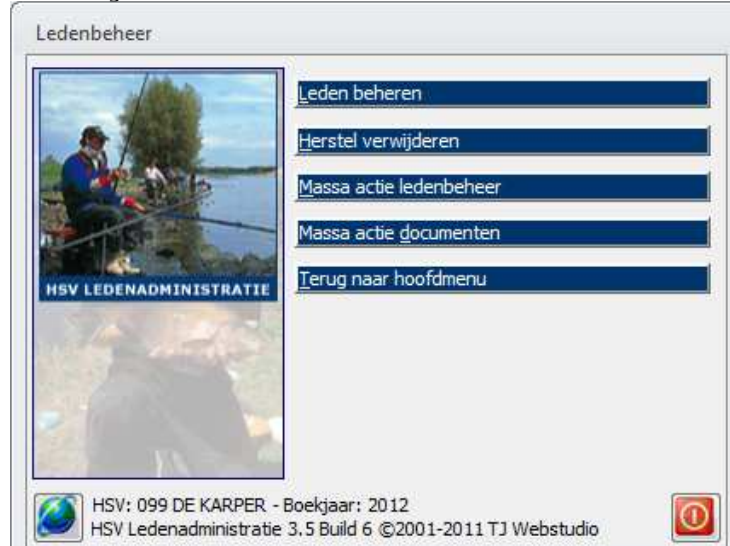 Ledenbeheer
Leden beheren
Herstel verwijderen
Massa actie ledenbeheer
Massa actie documenten
Terug naar hoofdmenu
HSV LEDENADMINISTRATIE
HSV: 099 DE KARPER - Boekjaar: 2012
HSV Ledenadministratie 3.5 Build 6 ©2001-2011 TJ Webstudio